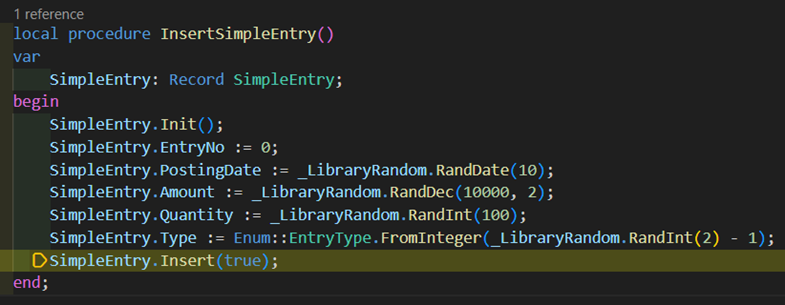 1 reference
local procedure InsertSimpleEntry()
var
    SimpleEntry: Record SimpleEntry;
begin
    SimpleEntry.Init();
    SimpleEntry.EntryNo := 0;
    SimpleEntry.PostingDate := _LibraryRandom.RandDate(10);
    SimpleEntry.Amount := _LibraryRandom.RandDec(10000, 2);
    SimpleEntry.Quantity := _LibraryRandom.RandInt(100);
    SimpleEntry.Type := Enum::EntryType.FromInteger(_LibraryRandom.RandInt(2) - 1);
    SimpleEntry.Insert(true);
end;